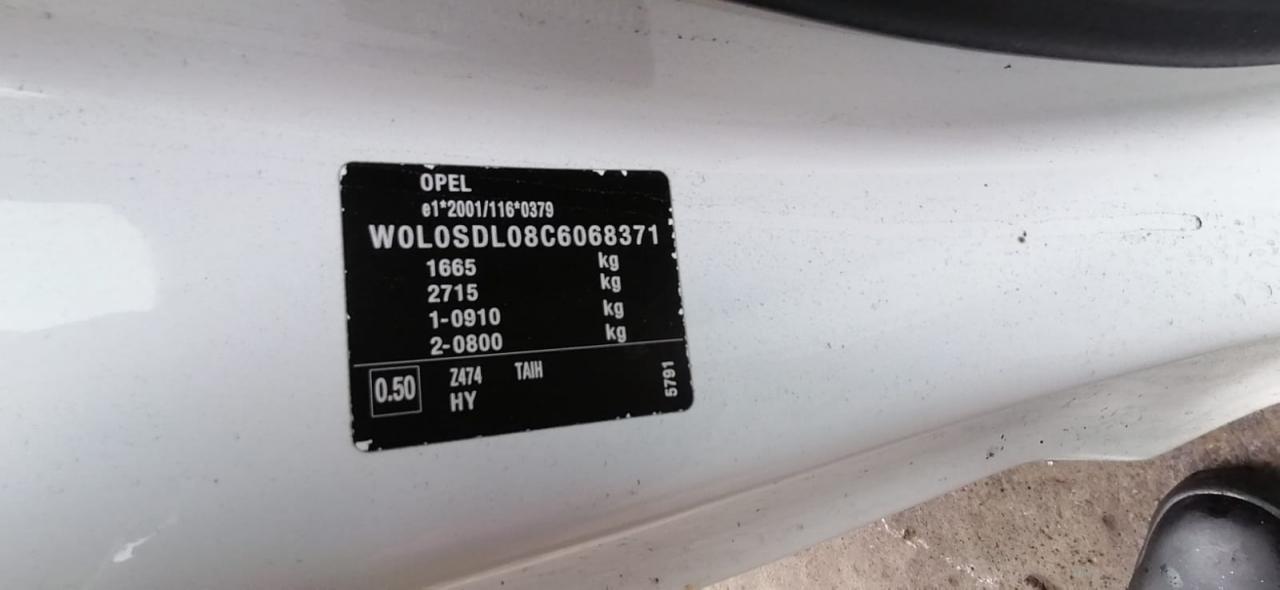 OPEL
e1*2001/116*0379
W0L0SDL08C6068371
1665 kg
2715 kg
1-0910 kg
2-0800 kg
0.50 Z474 TAIH
HY
5791